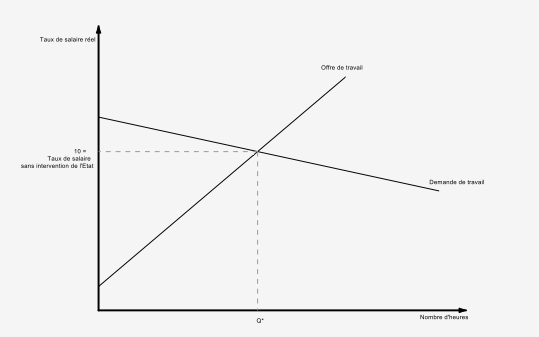 Taux de salaire réel
Offre de travail
10 =
Taux de salaire
sans intervention de l'Etat
Demande de travail
Nombre d'heures
Q*